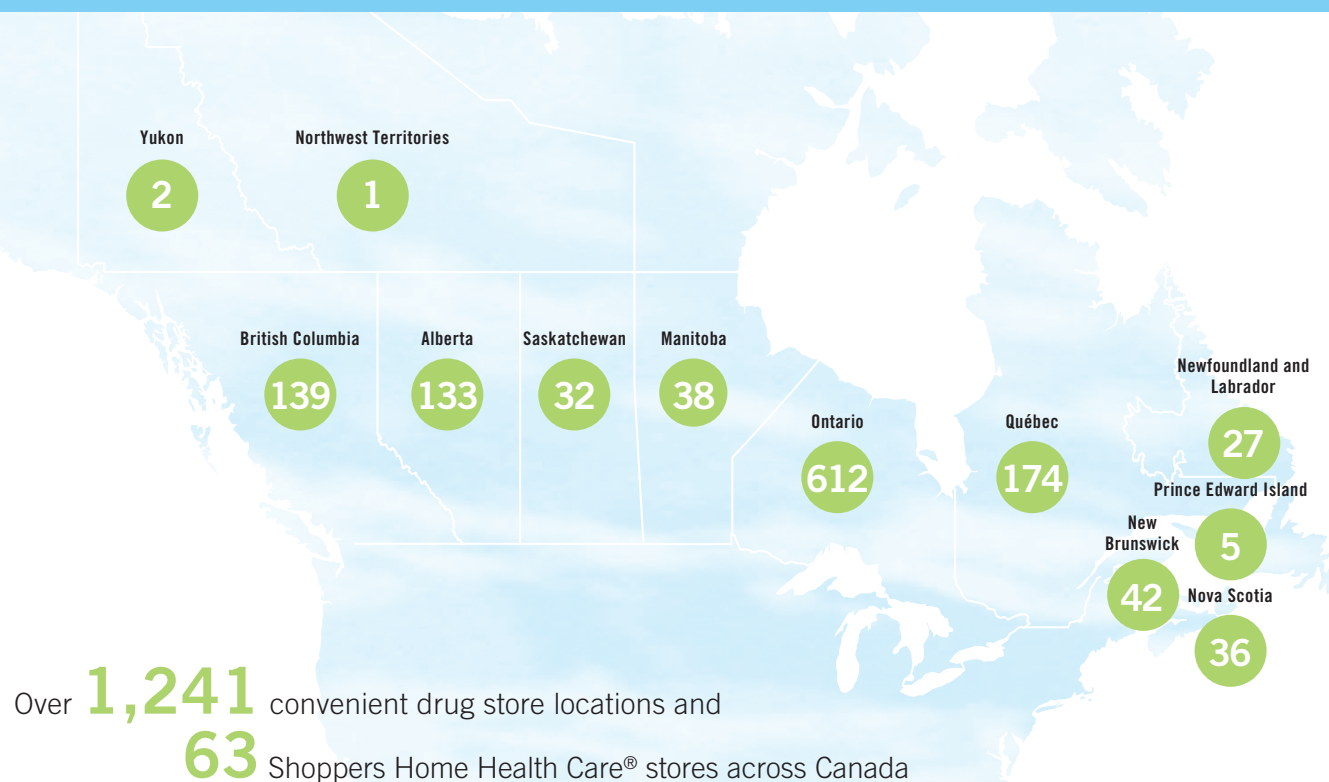 Yukon
2
Northwest Territories
1
British Columbia
139
Alberta
133
Saskatchewan
32
Manitoba
38
Ontario
612
Québec
174
Newfoundland and
Labrador
27
Prince Edward Island
5
New
Brunswick
42
Nova Scotia
36
Over 1,241 convenient drug store locations and
63 Shoppers Home Health Care® stores across Canada